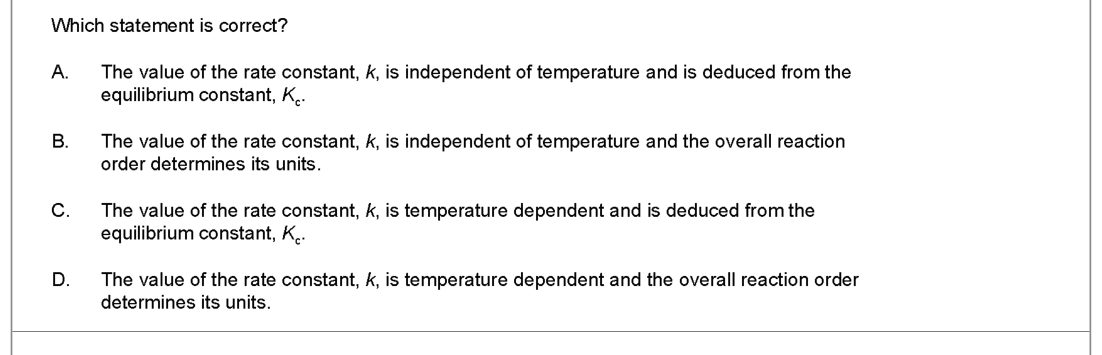 Which statement is correct?
A. The value of the rate constant, k, is independent of temperature and is deduced from the
equilibrium constant, Kc.
B. The value of the rate constant, k, is independent of temperature and the overall reaction
order determines its units.
C. The value of the rate constant, k, is temperature dependent and is deduced from the
equilibrium constant, Kc.
D. The value of the rate constant, k, is temperature dependent and the overall reaction order
determines its units.